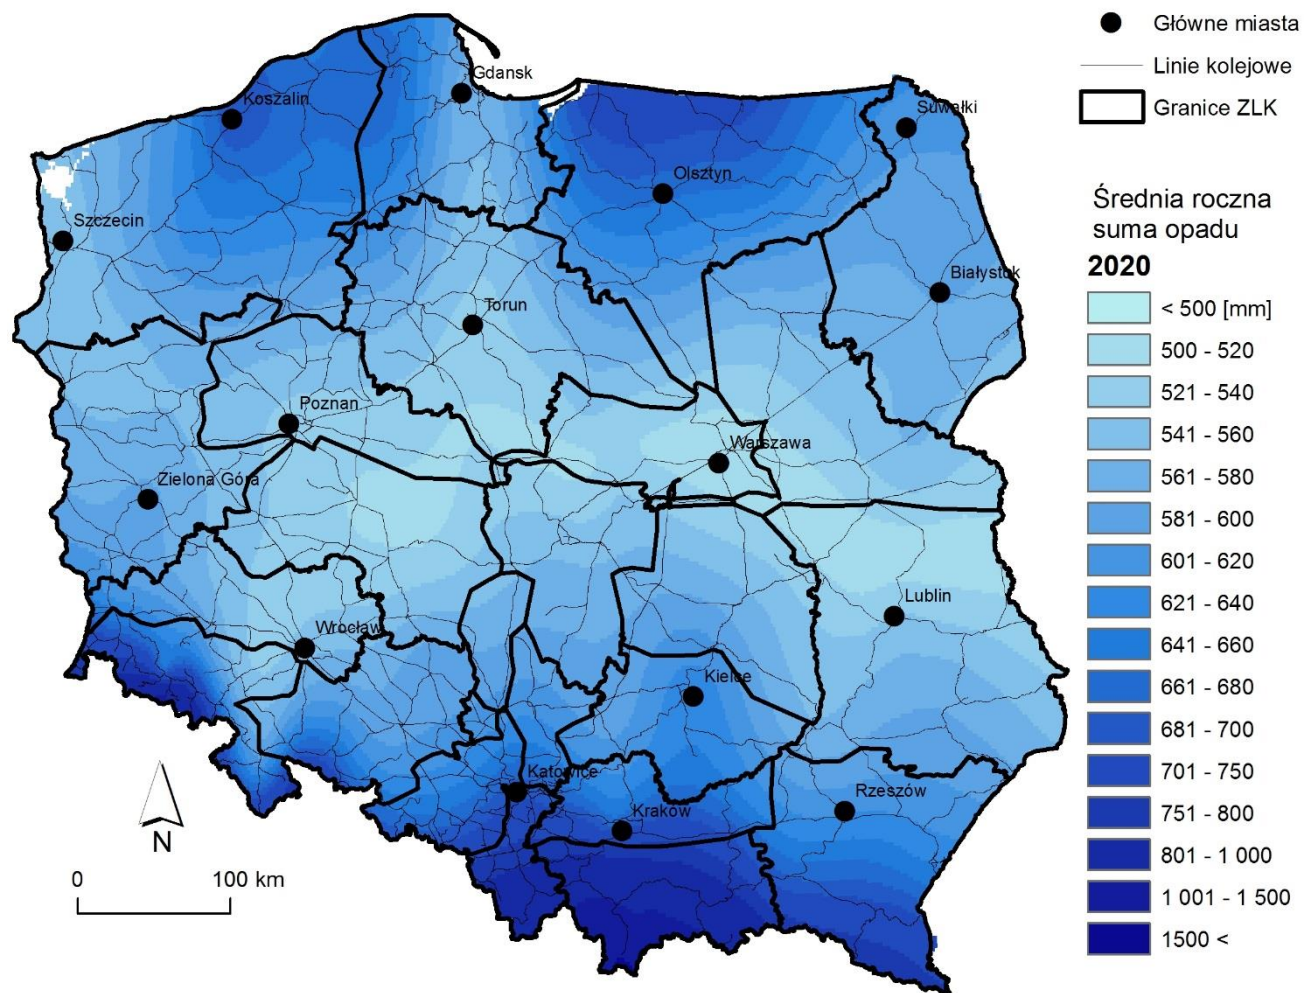 Główne miasta
Linie kolejowe
Granice ZLK
Gdansk
Koszalin
Suwałki
Olsztyn
Szczecin
Białystok
Torun
Poznan
Warszawa
Zielona Góra
Lublin
Wrocław
Kielce
Katowice
Rzeszów
Kraków
N
0 100 km
Średnia roczna
suma opadu
2020
< 500 [mm]
500 - 520
521 - 540
541 - 560
561 - 580
581 - 600
601 - 620
621 - 640
641 - 660
661 - 680
681 - 700
701 - 750
751 - 800
801 - 1 000
1 001 - 1 500
1500 <